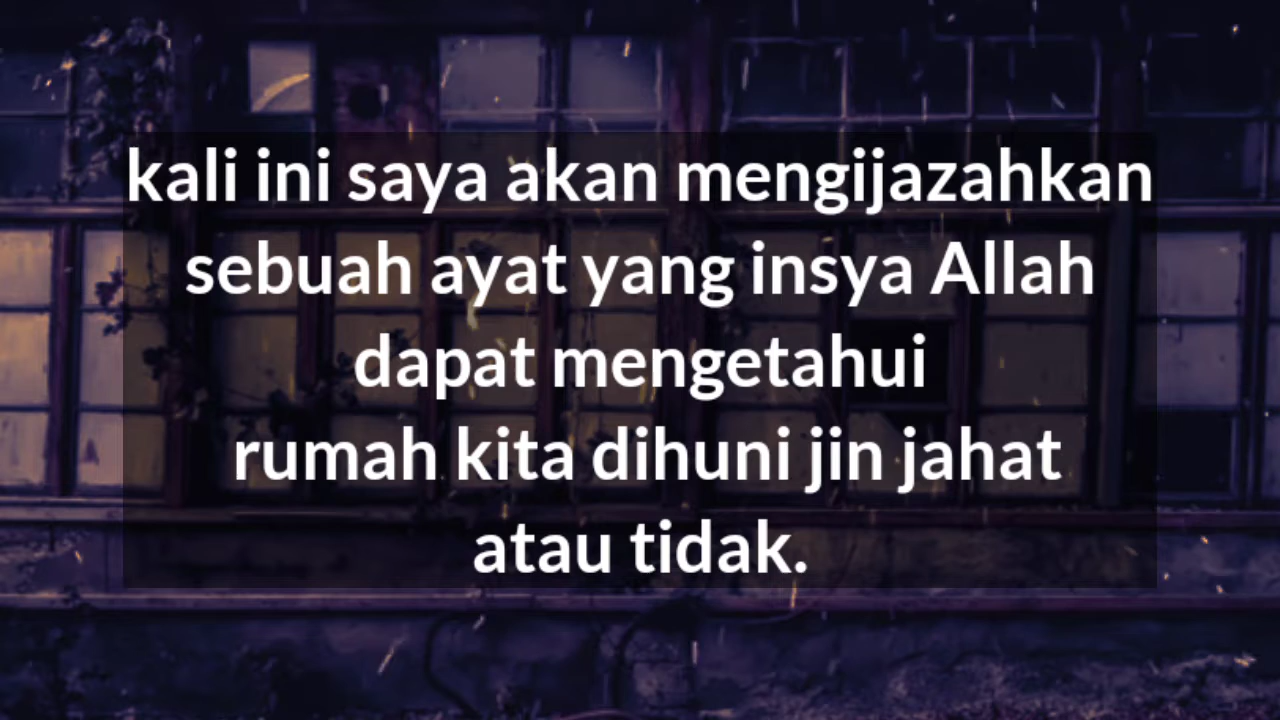 kali ini saya akan mengijazahkan
sebuah ayat yang insya Allah
dapat mengetahui
rumah kita dihuni jin jahat
atau tidak.